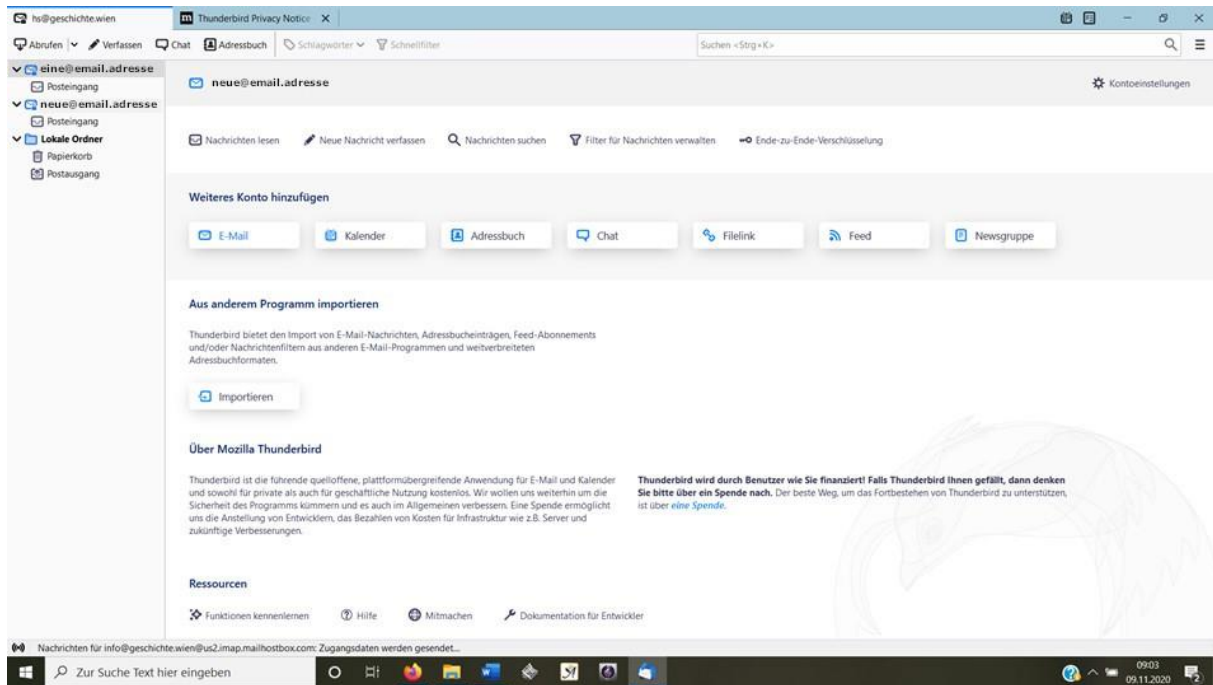 hs@geschichte.wien
Thunderbird Privacy Notice
Abrufen Verfassen Chat Adressbuch Schlagwörter Schnellfilter Suchen <Strg+K>
eine@email.adresse
Posteingang
neue@email.adresse
Posteingang
Lokale Ordner
Papierkorb
Postausgang
neue@email.adresse
Kontoeinstellungen
Nachrichten lesen Neue Nachricht verfassen Nachrichten suchen Filter für Nachrichten verwalten Ende-zu-Ende-Verschlüsselung
Weiteres Konto hinzufügen
E-Mail Kalender Adressbuch Chat Filelink Feed Newsgruppe
Aus anderem Programm importieren
Thunderbird bietet den Import von E-Mail-Nachrichten, Adressbucheinträgen, Feed-Abonnements
und/oder Nachrichtenfiltern aus anderen E-Mail-Programmen und weitverbreiteten
Adressbuchformaten.
Importieren
Über Mozilla Thunderbird
Thunderbird ist die führende quelloffene, plattformübergreifende Anwendung für E-Mail und Kalender
und sowohl für private als auch für geschäftliche Nutzung kostenlos. Wir wollen uns weiterhin um die
Sicherheit des Programms kümmern und es auch im Allgemeinen verbessern. Eine Spende ermöglicht
uns die Anstellung von Entwicklern, das Bezahlen von Kosten für Infrastruktur wie z.B. Server und
zukünftige Verbesserungen.
Thunderbird wird durch Benutzer wie Sie finanziert! Falls Thunderbird Ihnen gefällt, dann denken
Sie bitte über ein Spende nach. Der beste Weg, um das Fortbestehen von Thunderbird zu unterstützen,
ist über eine Spende.
Ressourcen
Funktionen kennenlernen Hilfe Mitmachen Dokumentation für Entwickler
Nachrichten für info@geschichte.wien@us2.imap.mailhostbox.com: Zugangsdaten werden gesendet...
Zur Suche Text hier eingeben
09:03
09.11.2020